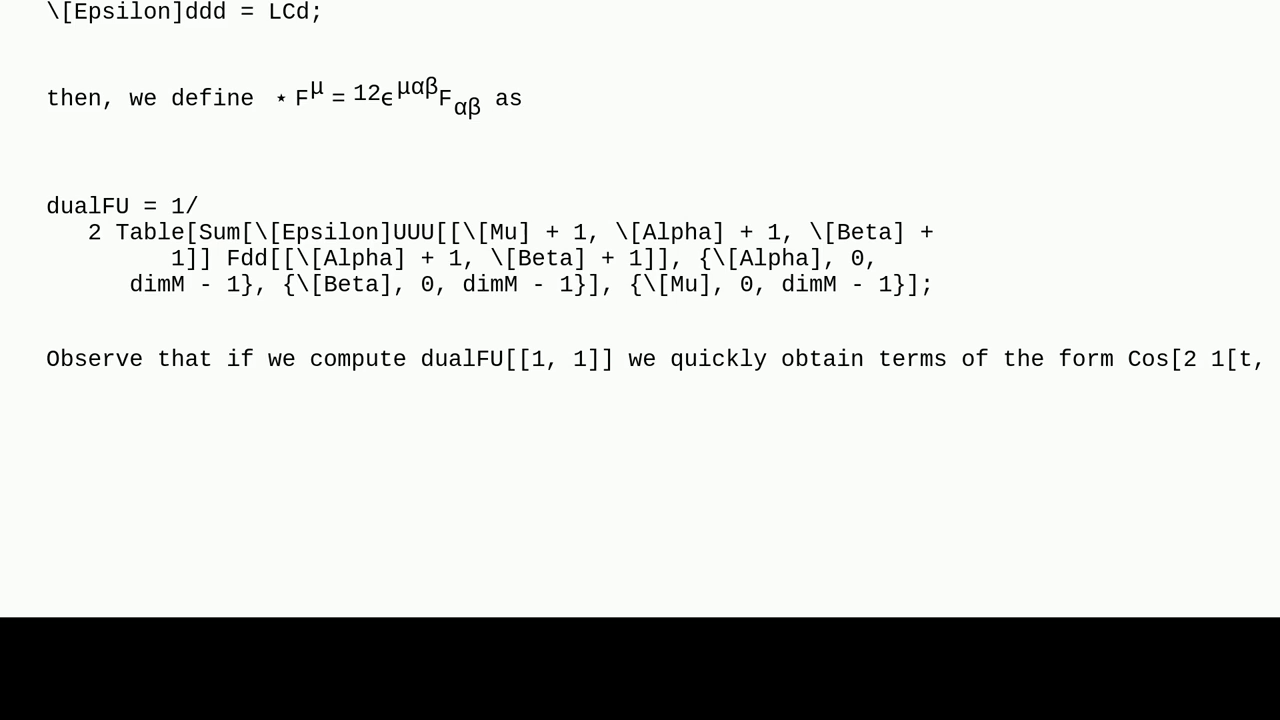 \[Epsilon]ddd = LCd;
then, we define ⋆ F^μ = 12ϵ^μαβF_αβ as
dualFU = 1/
2 Table[Sum[\[Epsilon]UUU[[\[Mu] + 1, \[Alpha] + 1, \[Beta] +
1]] Fdd[[\[Alpha] + 1, \[Beta] + 1]], {\[Alpha], 0,
dimM - 1}, {\[Beta], 0, dimM - 1}], {\[Mu], 0, dimM - 1}];
Observe that if we compute dualFU[[1, 1]] we quickly obtain terms of the form Cos[2 1[t,